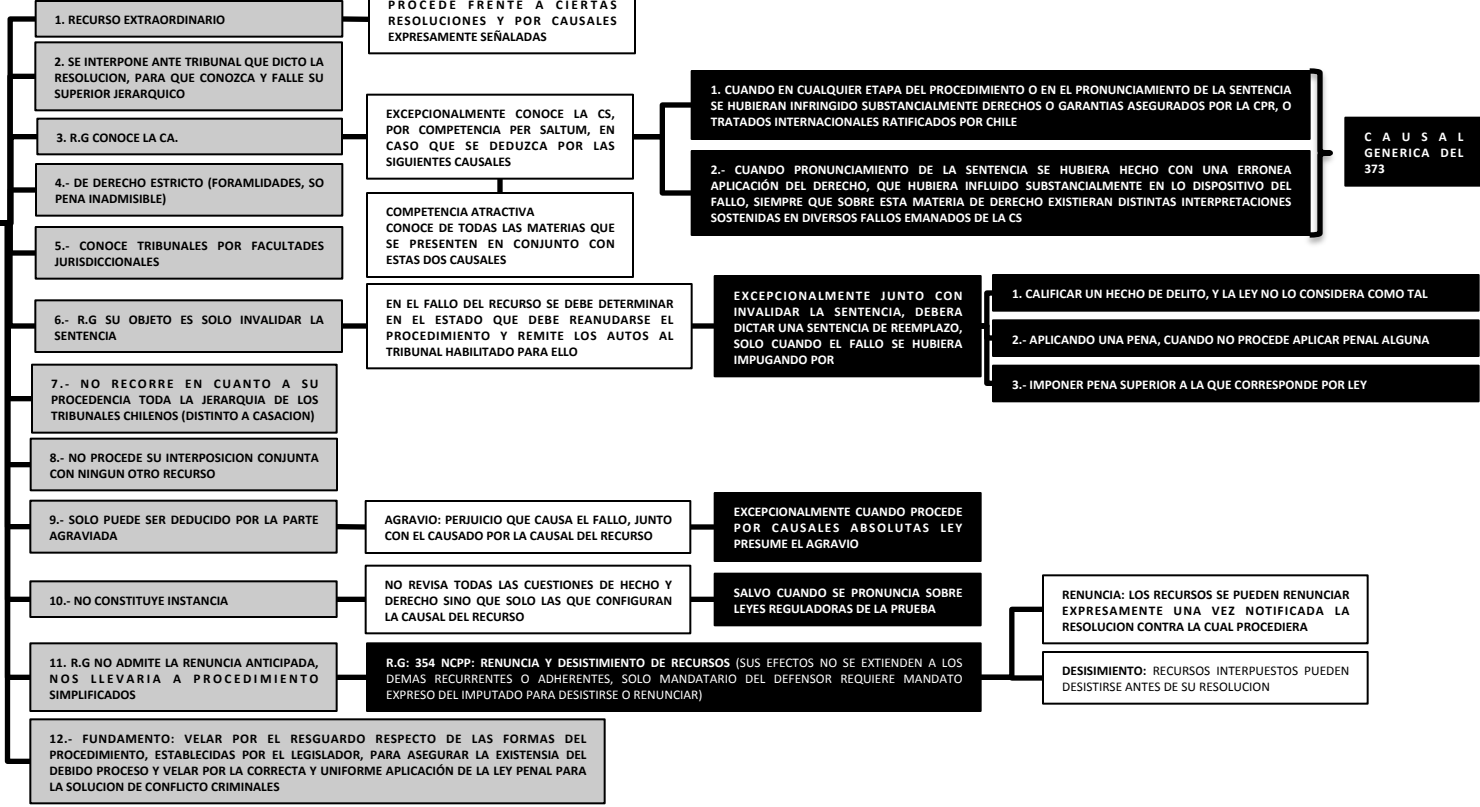 1. RECURSO EXTRAORDINARIO
PROCEDE FRENTE A CIERTAS
RESOLUCIONES Y POR CAUSALES
EXPRESAMENTE SEÑALADAS
2. SE INTERPONE ANTE TRIBUNAL QUE DICTO LA
RESOLUCION, PARA QUE CONOZCA Y FALLE SU
SUPERIOR JERARQUICO
3. R.G CONOCE LA CA.
EXCEPCIONALMENTE CONOCE LA CS,
POR COMPETENCIA PER SALTUM, EN
CASO QUE SE DEDUZCA POR LAS
SIGUIENTES CAUSALES
1. CUANDO EN CUALQUIER ETAPA DEL PROCEDIMIENTO O EN EL PRONUNCIAMIENTO DE LA SENTENCIA
SE HUBIERAN INFRINGIDO SUBSTANCIALMENTE DERECHOS O GARANTIAS ASEGURADOS POR LA CPR, O
TRATADOS INTERNACIONALES RATIFICADOS POR CHILE
2.- CUANDO PRONUNCIAMIENTO DE LA SENTENCIA SE HUBIERA HECHO CON UNA ERRONEA
APLICACIÓN DEL DERECHO, QUE HUBIERA INFLUIDO SUBSTANCIALMENTE EN LO DISPOSITIVO DEL
FALLO, SIEMPRE QUE SOBRE ESTA MATERIA DE DERECHO EXISTIERAN DISTINTAS INTERPRETACIONES
SOSTENIDAS EN DIVERSOS FALLOS EMANADOS DE LA CS
CAUSAL
GENERICA DEL
373
COMPETENCIA ATRACTIVA
CONOCE DE TODAS LAS MATERIAS QUE
SE PRESENTEN EN CONJUNTO CON
ESTAS DOS CAUSALES
4.- DE DERECHO ESTRICTO (FORAMLIDADES, SO
PENA INADMISIBLE)
5.- CONOCE TRIBUNALES POR FACULTADES
JURISDICCIONALES
6.- R.G SU OBJETO ES SOLO INVALIDAR LA
SENTENCIA
EN EL FALLO DEL RECURSO SE DEBE DETERMINAR
EN EL ESTADO QUE DEBE REANUDARSE EL
PROCEDIMIENTO Y REMITE LOS AUTOS AL
TRIBUNAL HABILITADO PARA ELLO
EXCEPCIONALMENTE JUNTO CON
INVALIDAR LA SENTENCIA, DEBERA
DICTAR UNA SENTENCIA DE REEMPLAZO,
SOLO CUANDO EL FALLO SE HUBIERA
IMPUGANDO POR
1. CALIFICAR UN HECHO DE DELITO, Y LA LEY NO LO CONSIDERA COMO TAL
2.- APLICANDO UNA PENA, CUANDO NO PROCEDE APLICAR PENAL ALGUNA
3.- IMPONER PENA SUPERIOR A LA QUE CORRESPONDE POR LEY
7.- NO RECORRE EN CUANTO A SU
PROCEDENCIA TODA LA JERARQUIA DE LOS
TRIBUNALES CHILENOS (DISTINTO A CASACION)
8.- NO PROCEDE SU INTERPOSICION CONJUNTA
CON NINGUN OTRO RECURSO
9.- SOLO PUEDE SER DEDUCIDO POR LA PARTE
AGRAVIADA
AGRAVIO: PERJUICIO QUE CAUSA EL FALLO, JUNTO
CON EL CAUSADO POR LA CAUSAL DEL RECURSO
EXCEPCIONALMENTE CUANDO PROCEDE
POR CAUSALES ABSOLUTAS LEY
PRESUME EL AGRAVIO
10.- NO CONSTITUYE INSTANCIA
NO REVISA TODAS LAS CUESTIONES DE HECHO Y
DERECHO SINO QUE SOLO LAS QUE CONFIGURAN
LA CAUSAL DEL RECURSO
SALVO CUANDO SE PRONUNCIA SOBRE
LEYES REGULADORAS DE LA PRUEBA
11. R.G NO ADMITE LA RENUNCIA ANTICIPADA,
NOS LLEVARIA A PROCEDIMIENTO
SIMPLIFICADOS
R.G: 354 NCPP: RENUNCIA Y DESISTIMIENTO DE RECURSOS (SUS EFECTOS NO SE EXTIENDEN A LOS
DEMAS RECURRENTES O ADHERENTES, SOLO MANDATARIO DEL DEFENSOR REQUIERE MANDATO
EXPRESO DEL IMPUTADO PARA DESISTIRSE O RENUNCIAR)
RENUNCIA: LOS RECURSOS SE PUEDEN RENUNCIAR
EXPRESAMENTE UNA VEZ NOTIFICADA LA
RESOLUCION CONTRA LA CUAL PROCEDIERA
DESISIMIENTO: RECURSOS INTERPUESTOS PUEDEN
DESISTIRSE ANTES DE SU RESOLUCION
12.- FUNDAMENTO: VELAR POR EL RESGUARDO RESPECTO DE LAS FORMAS DEL
PROCEDIMIENTO, ESTABLECIDAS POR EL LEGISLADOR, PARA ASEGURAR LA EXISTENSIA DEL
DEBIDO PROCESO Y VELAR POR LA CORRECTA Y UNIFORME APLICACIÓN DE LA LEY PENAL PARA
LA SOLUCION DE CONFLICTO CRIMINALES